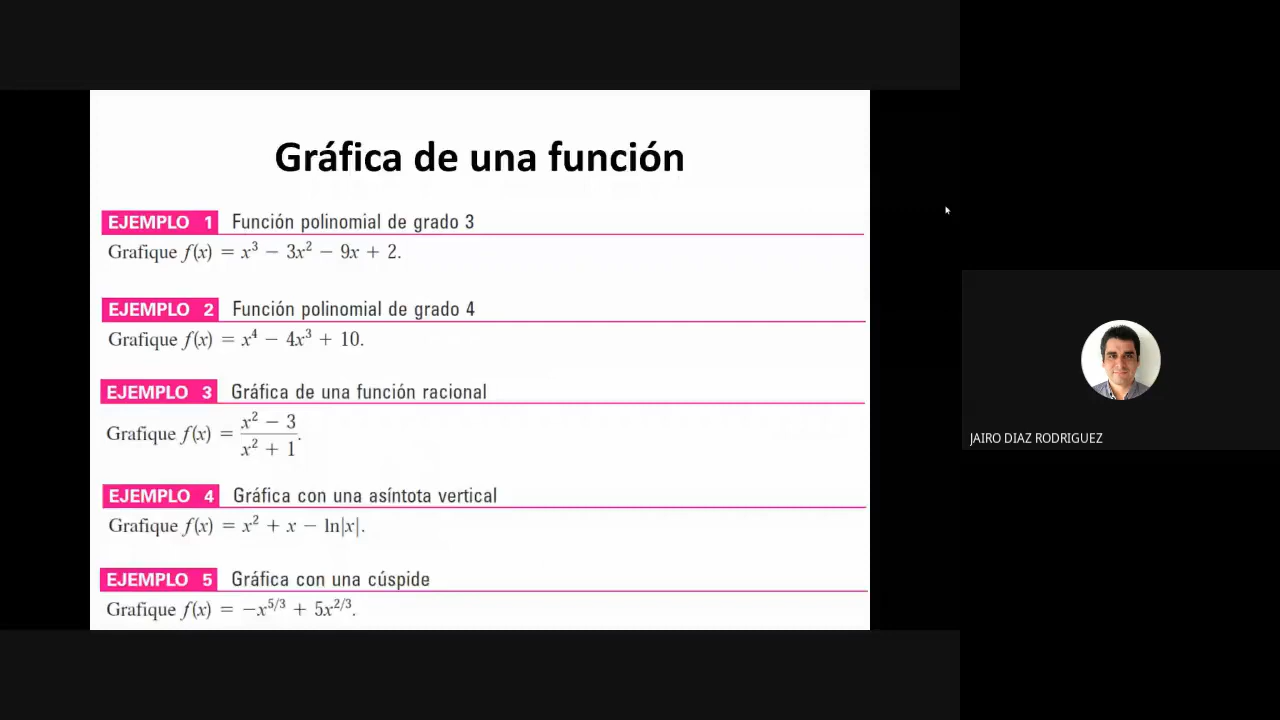 Gráfica de una función
EJEMPLO 1 Función polinomial de grado 3
Grafique f(x) = x³ − 3x² − 9x + 2.
EJEMPLO 2 Función polinomial de grado 4
Grafique f(x) = x⁴ − 4x³ + 10.
EJEMPLO 3 Gráfica de una función racional
Grafique f(x) = (x² − 3)/(x² + 1).
EJEMPLO 4 Gráfica con una asíntota vertical
Grafique f(x) = x² + x − ln|x|.
EJEMPLO 5 Gráfica con una cúspide
Grafique f(x) = −x^{5/3} + 5x^{2/3}.
JAIRO DIAZ RODRIGUEZ